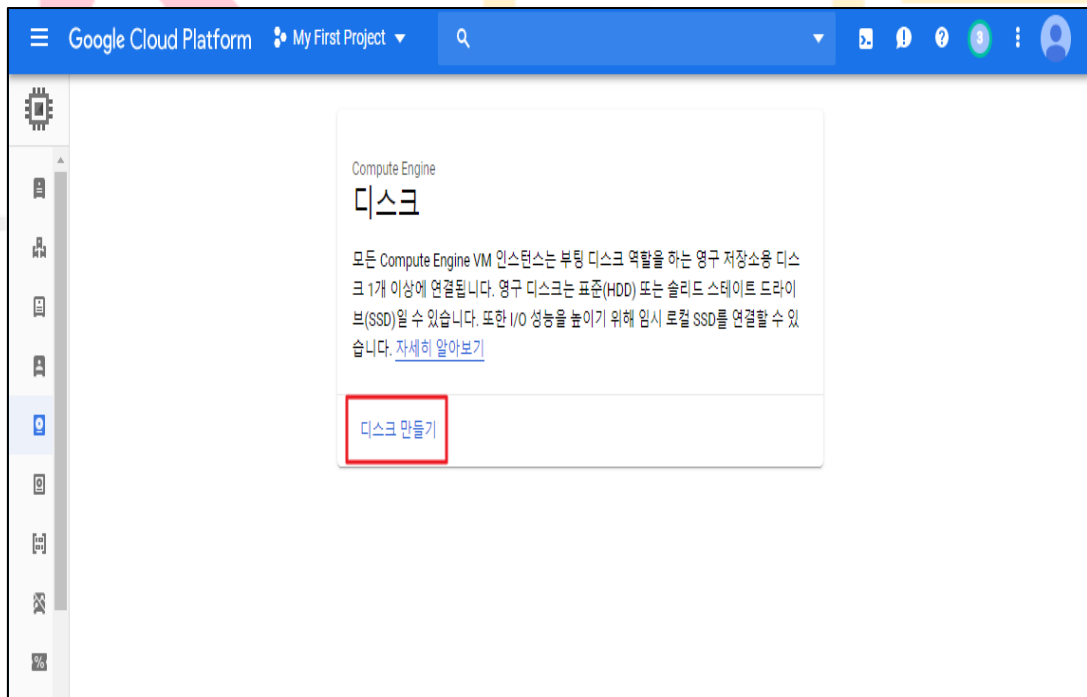 Google Cloud Platform My First Project 3
Compute Engine
디스크
모든 Compute Engine VM 인스턴스는 부팅 디스크 역할을 하는 영구 저장소용 디스
크 1개 이상에 연결됩니다. 영구 디스크는 표준(HDD) 또는 솔리드 스테이트 드라이
브(SSD)일 수 있습니다. 또한 I/O 성능을 높이기 위해 임시 로컬 SSD를 연결할 수 있
습니다. 자세히 알아보기
디스크 만들기